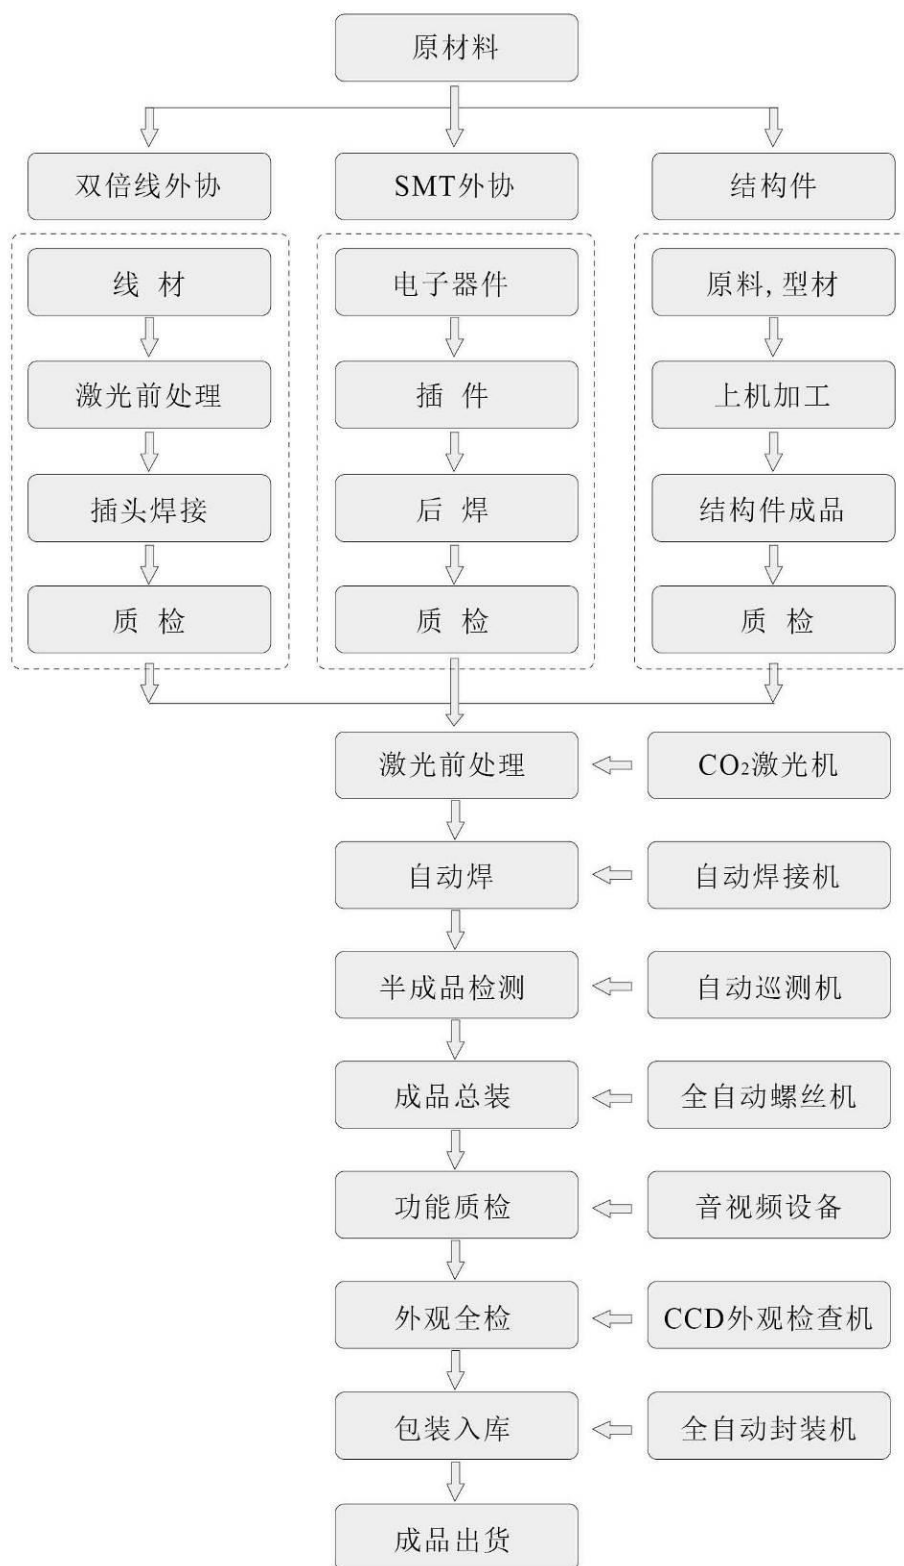 原材料
双倍线外协
SMT外协
结构件
线 材
电子器件
原料, 型材
激光前处理
插 件
上机加工
插头焊接
后 焊
结构件成品
质 检
质 检
质 检
激光前处理
CO₂激光机
自动焊
自动焊接机
半成品检测
自动巡测机
成品总装
全自动螺丝机
功能质检
音视频设备
外观全检
CCD外观检查机
包装入库
全自动封装机
成品出货